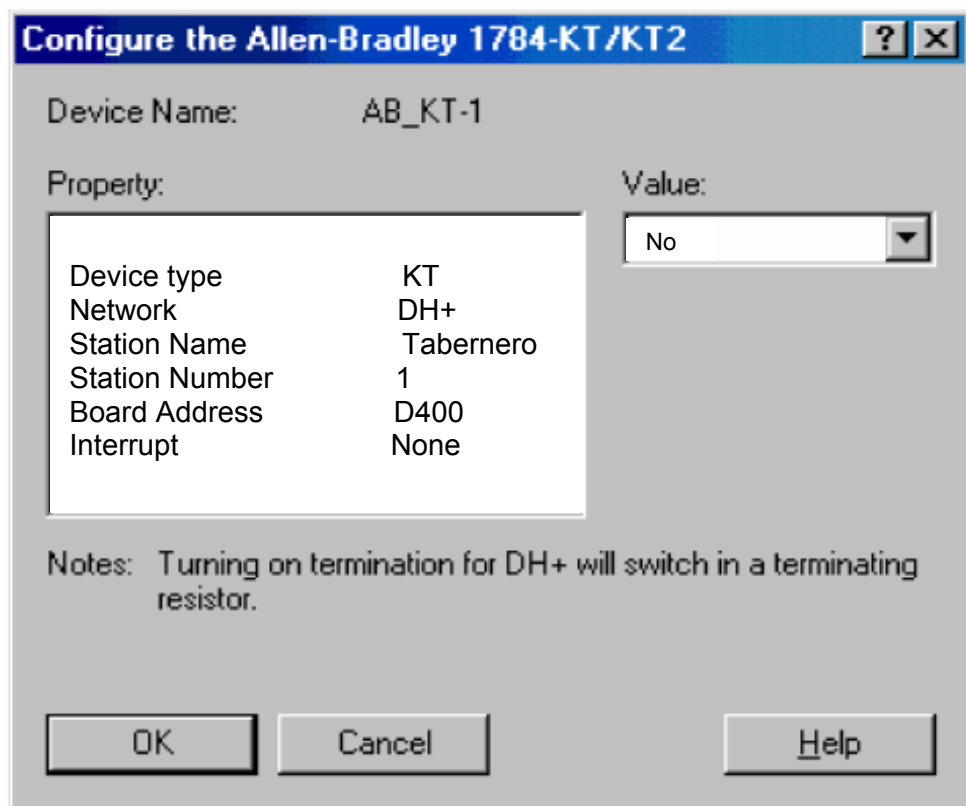 Configure the Allen-Bradley 1784-KT/KT2
Device Name: AB_KT-1
Property: Value:
No
Device type KT
Network DH+
Station Name Tabernero
Station Number 1
Board Address D400
Interrupt None
Notes: Turning on termination for DH+ will switch in a terminating
resistor.
OK Cancel Help